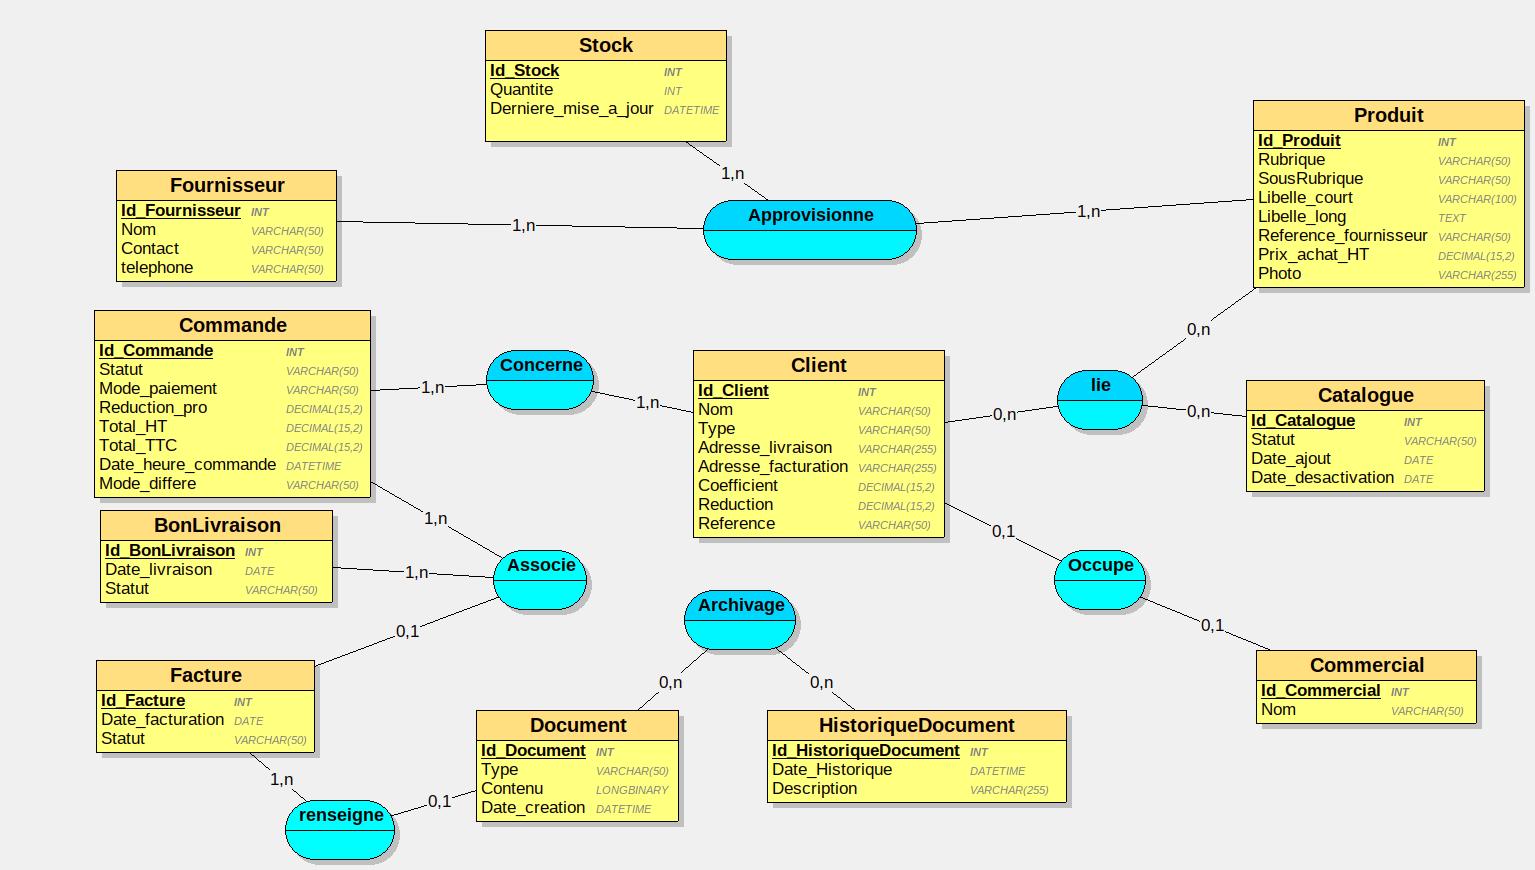 Stock
Id_Stock INT
Quantite INT
Derniere_mise_a_jour DATETIME
1,n
Produit
Id_Produit INT
Rubrique VARCHAR(50)
SousRubrique VARCHAR(50)
Libelle_court VARCHAR(100)
Libelle_long TEXT
Reference_fournisseur VARCHAR(50)
Prix_achat_HT DECIMAL(15,2)
Photo VARCHAR(255)
Fournisseur
Id_Fournisseur INT
Nom VARCHAR(50)
Contact VARCHAR(50)
telephone VARCHAR(50)
1,n
Approvisionne
1,n
0,n
Commande
Id_Commande INT
Statut VARCHAR(50)
Mode_paiement VARCHAR(50)
Reduction_pro DECIMAL(15,2)
Total_HT DECIMAL(15,2)
Total_TTC DECIMAL(15,2)
Date_heure_commande DATETIME
Mode_differe VARCHAR(50)
1,n
Concerne
1,n
Client
Id_Client INT
Nom VARCHAR(50)
Type VARCHAR(50)
Adresse_livraison VARCHAR(255)
Adresse_facturation VARCHAR(255)
Coefficient DECIMAL(15,2)
Reduction DECIMAL(15,2)
Reference VARCHAR(50)
0,n
lie
0,n
Catalogue
Id_Catalogue INT
Statut VARCHAR(50)
Date_ajout DATE
Date_desactivation DATE
1,n
BonLivraison
Id_BonLivraison INT
Date_livraison DATE
Statut VARCHAR(50)
1,n
Associe
0,1
0,1
Occupe
0,1
Archivage
0,n
0,n
Facture
Id_Facture INT
Date_facturation DATE
Statut VARCHAR(50)
1,n
renseigne
0,1
Document
Id_Document INT
Type VARCHAR(50)
Contenu LONGBINARY
Date_creation DATETIME
HistoriqueDocument
Id_HistoriqueDocument INT
Date_Historique DATETIME
Description VARCHAR(255)
Commercial
Id_Commercial INT
Nom VARCHAR(50)